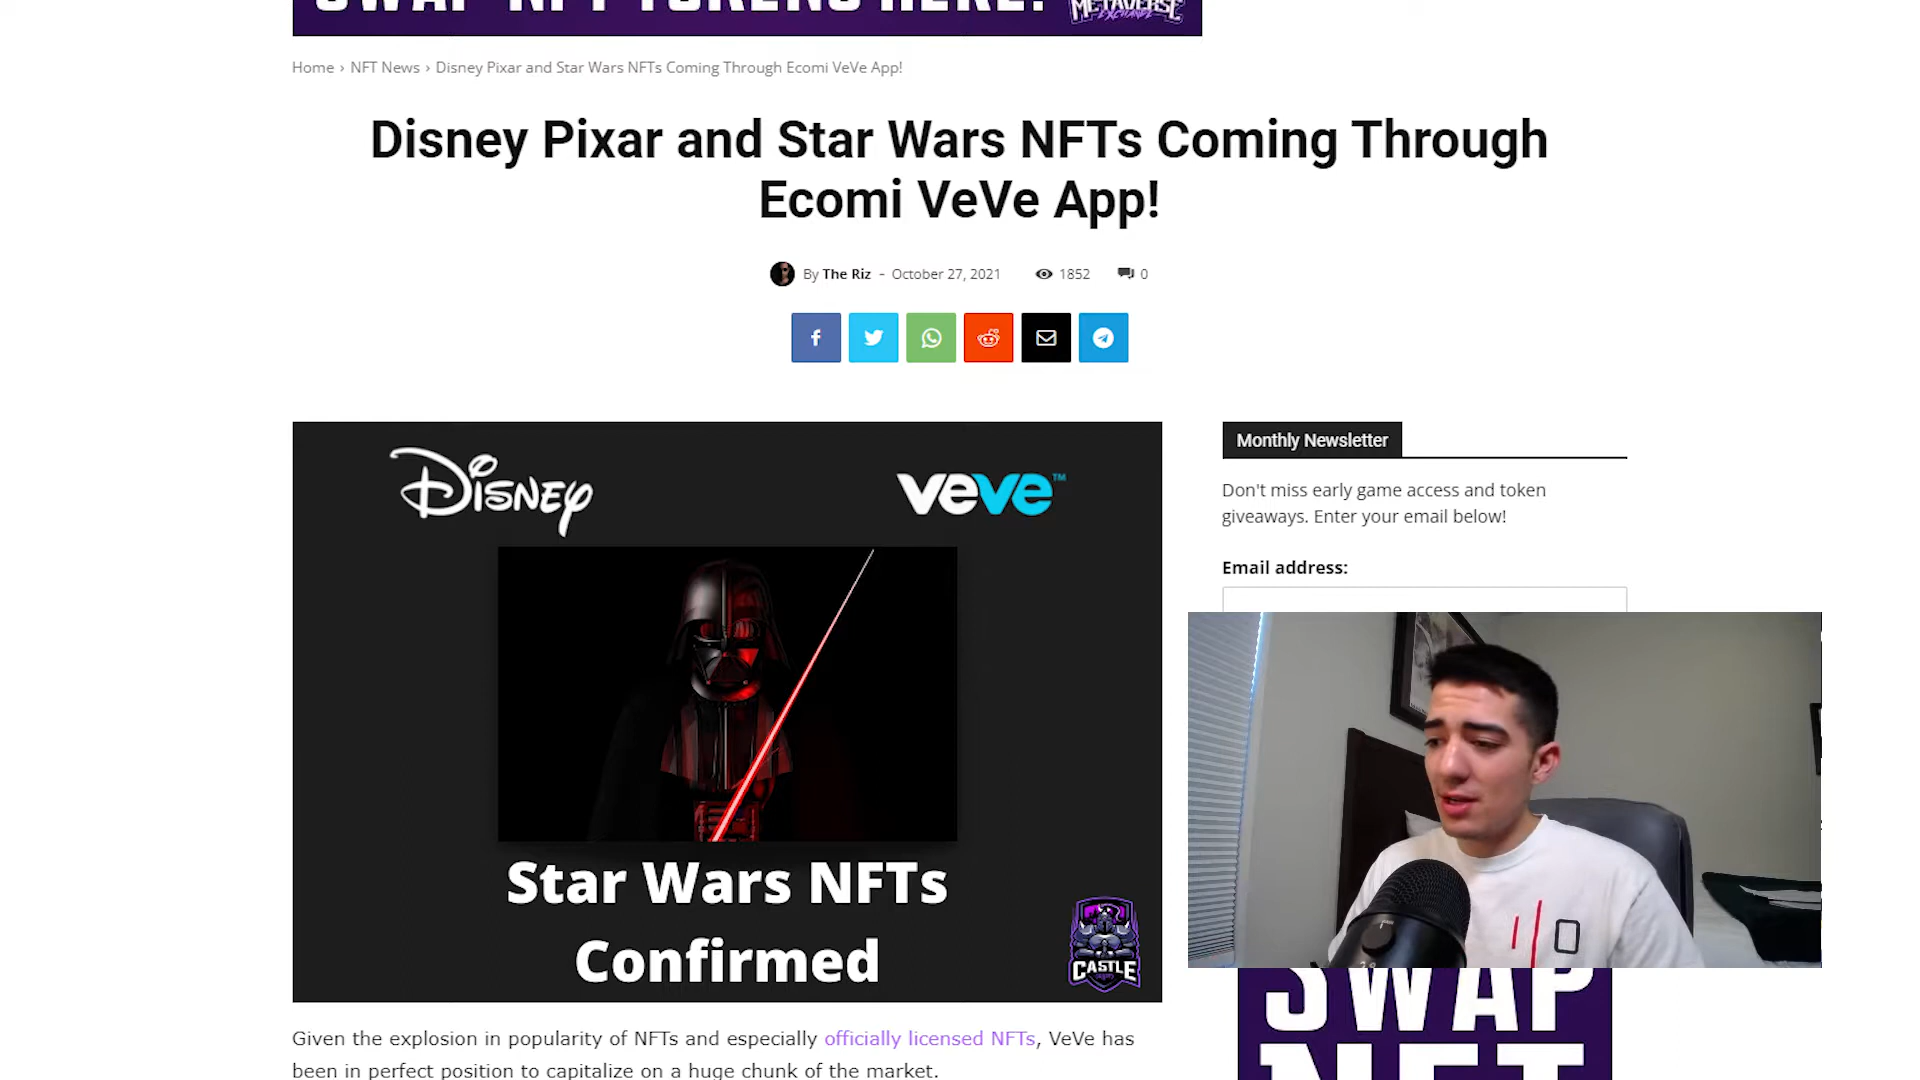 SWAP NFT TOKENS HERE!
METAVERSE
EXCHANGE
Home › NFT News › Disney Pixar and Star Wars NFTs Coming Through Ecomi VeVe App!
Disney Pixar and Star Wars NFTs Coming Through
Ecomi VeVe App!
By The Riz - October 27, 2021 1852 0
Disney
veve™
Star Wars NFTs
Confirmed
CASTLE
Given the explosion in popularity of NFTs and especially officially licensed NFTs, VeVe has
been in perfect position to capitalize on a huge chunk of the market.
Monthly Newsletter
Don't miss early game access and token
giveaways. Enter your email below!
Email address:
SWAP
NFT